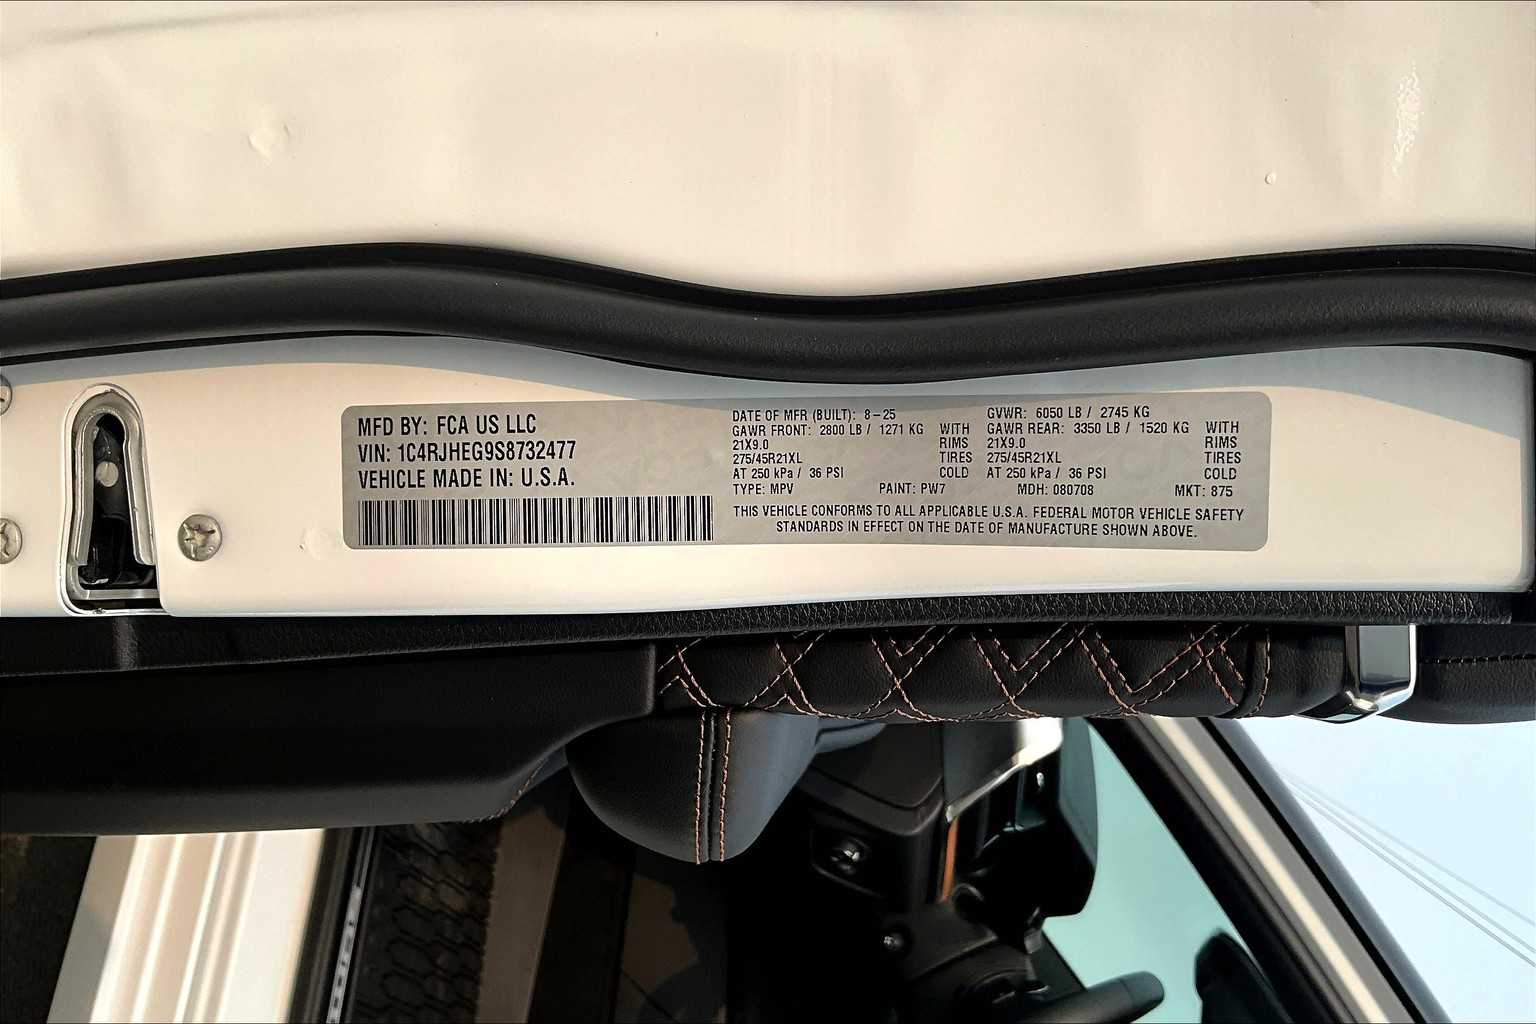 MFD BY: FCA US LLC
VIN: 1C4RJHEG9S8732477
VEHICLE MADE IN: U.S.A.
DATE OF MFR (BUILT): 8-25
GAWR FRONT: 2800 LB / 1271 KG WITH
21X9.0 RIMS
275/45R21XL TIRES
AT 250 kPa / 36 PSI COLD
GVWR: 6050 LB / 2745 KG
GAWR REAR: 3350 LB / 1520 KG WITH
21X9.0 RIMS
275/45R21XL TIRES
AT 250 kPa / 36 PSI COLD
TYPE: MPV PAINT: PW7 MDH: 080708 MKT: 875
THIS VEHICLE CONFORMS TO ALL APPLICABLE U.S.A. FEDERAL MOTOR VEHICLE SAFETY
STANDARDS IN EFFECT ON THE DATE OF MANUFACTURE SHOWN ABOVE.